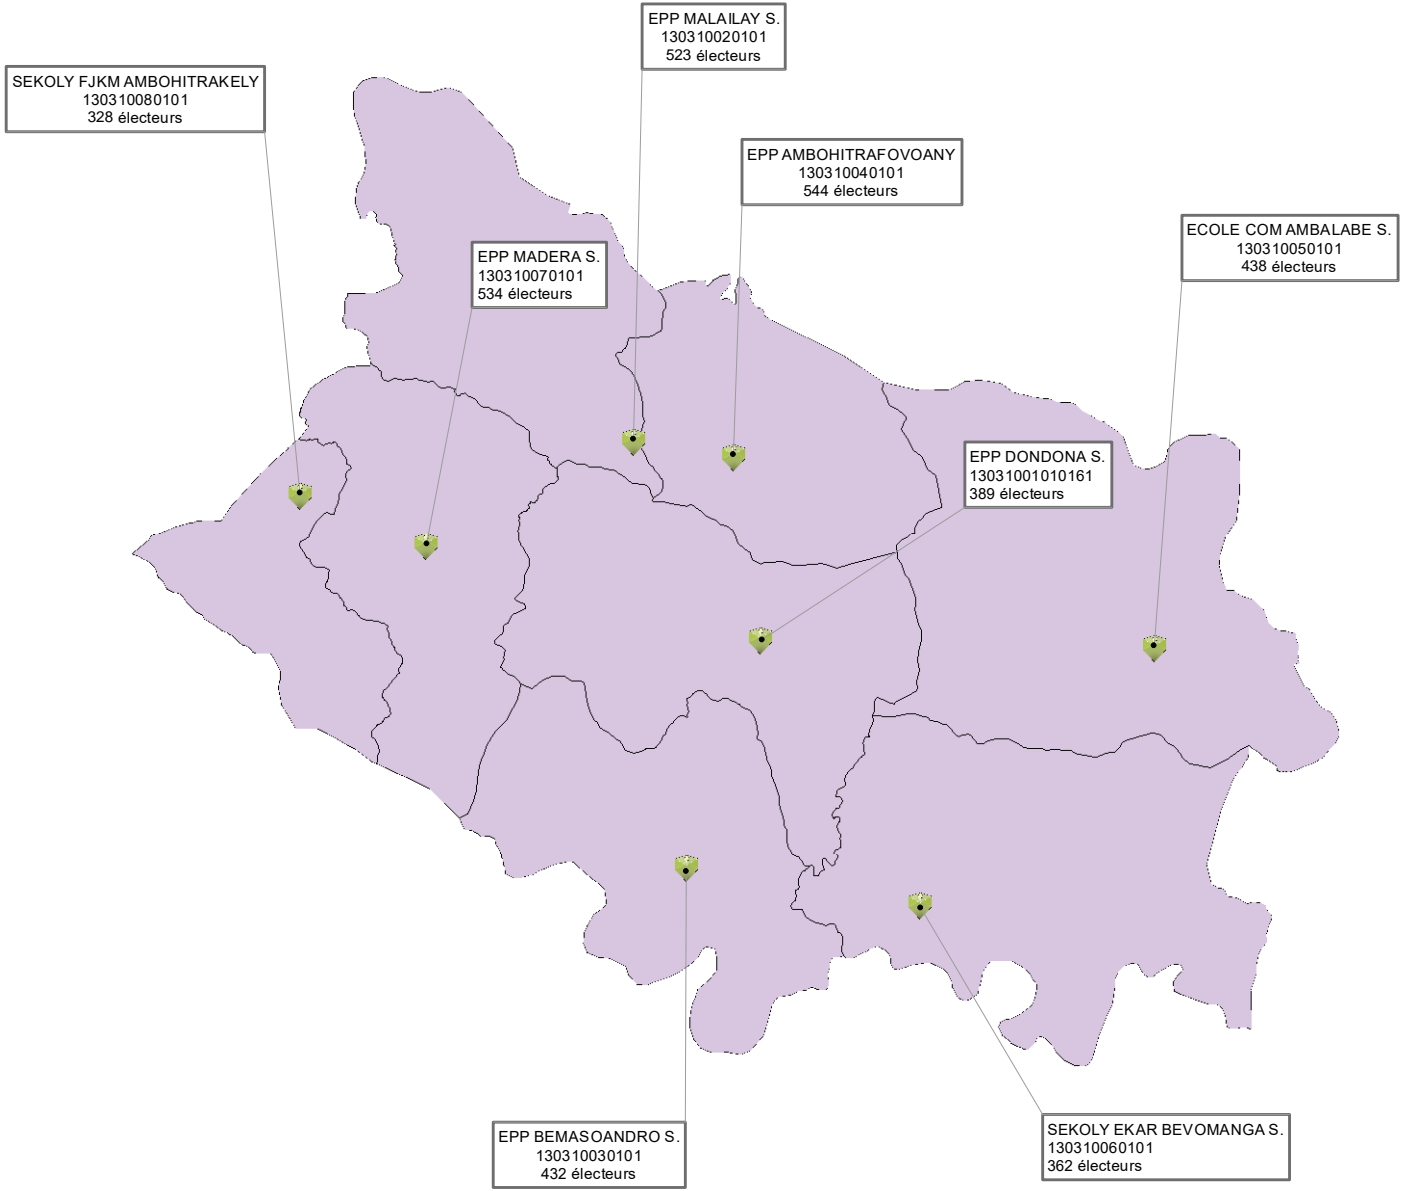 EPP MALAILAY S.
130310020101
523 électeurs
SEKOLY FJKM AMBOHITRAKELY
130310080101
328 électeurs
EPP AMBOHITRAFOVOANY
130310040101
544 électeurs
ECOLE COM AMBALABE S.
130310050101
438 électeurs
EPP MADERA S.
130310070101
534 électeurs
EPP DONDONA S.
13031001010161
389 électeurs
EPP BEMASOANDRO S.
130310030101
432 électeurs
SEKOLY EKAR BEVOMANGA S.
130310060101
362 électeurs